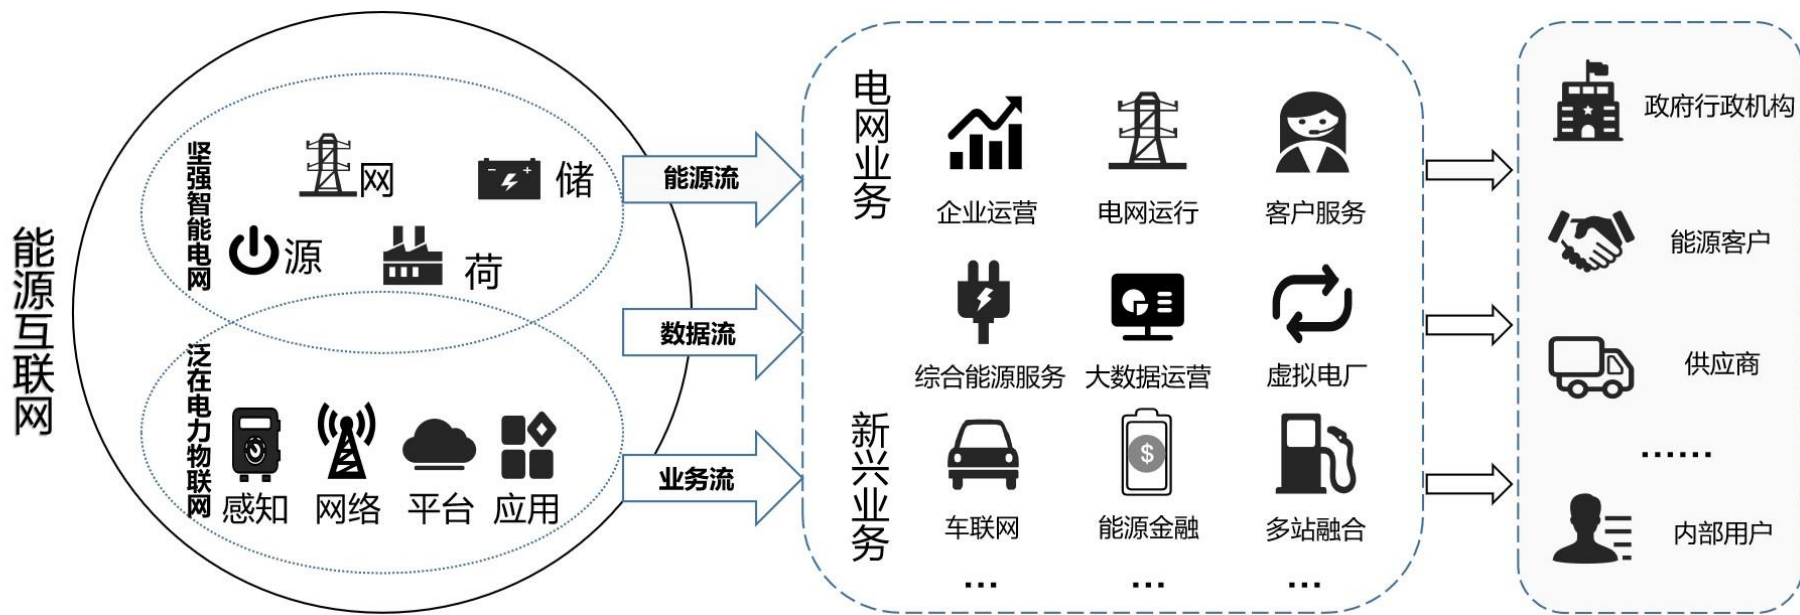 能源互联网
坚强智能电网
网
储
源
荷
泛在电力物联网
感知
网络
平台
应用
能源流
数据流
业务流
电网业务
企业运营
电网运行
客户服务
综合能源服务
大数据运营
虚拟电厂
新兴业务
$
车联网
能源金融
多站融合
...
...
...
政府行政机构
能源客户
供应商
......
内部用户